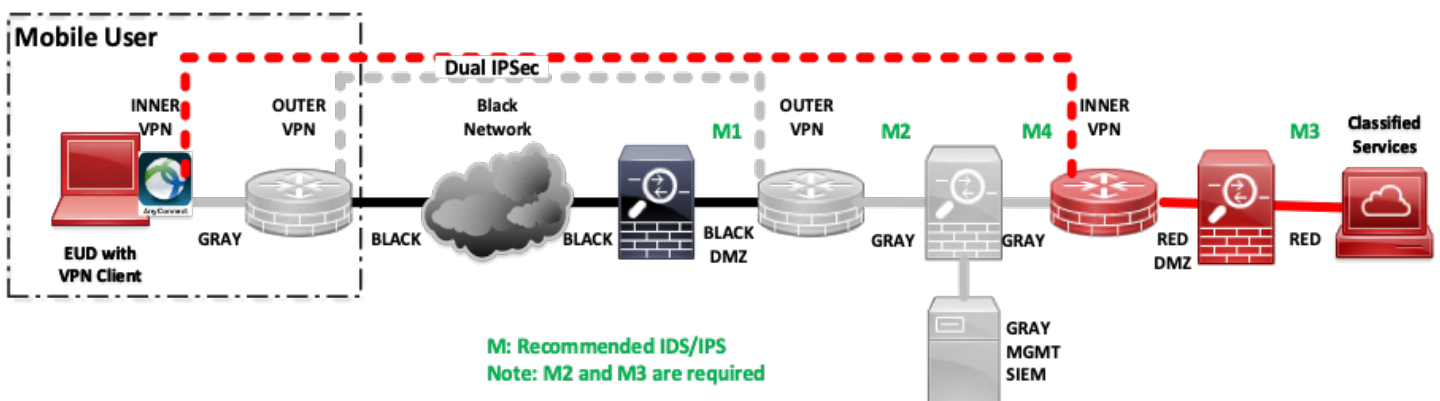 Mobile User
Dual IPSec
INNER
VPN
OUTER
VPN
Black
Network
M1
OUTER
VPN
M2
M4
INNER
VPN
M3
Classified
Services
AnyConnect
EUD with
VPN Client
GRAY
BLACK
BLACK
BLACK
DMZ
GRAY
GRAY
RED
DMZ
RED
GRAY
MGMT
SIEM
M: Recommended IDS/IPS
Note: M2 and M3 are required